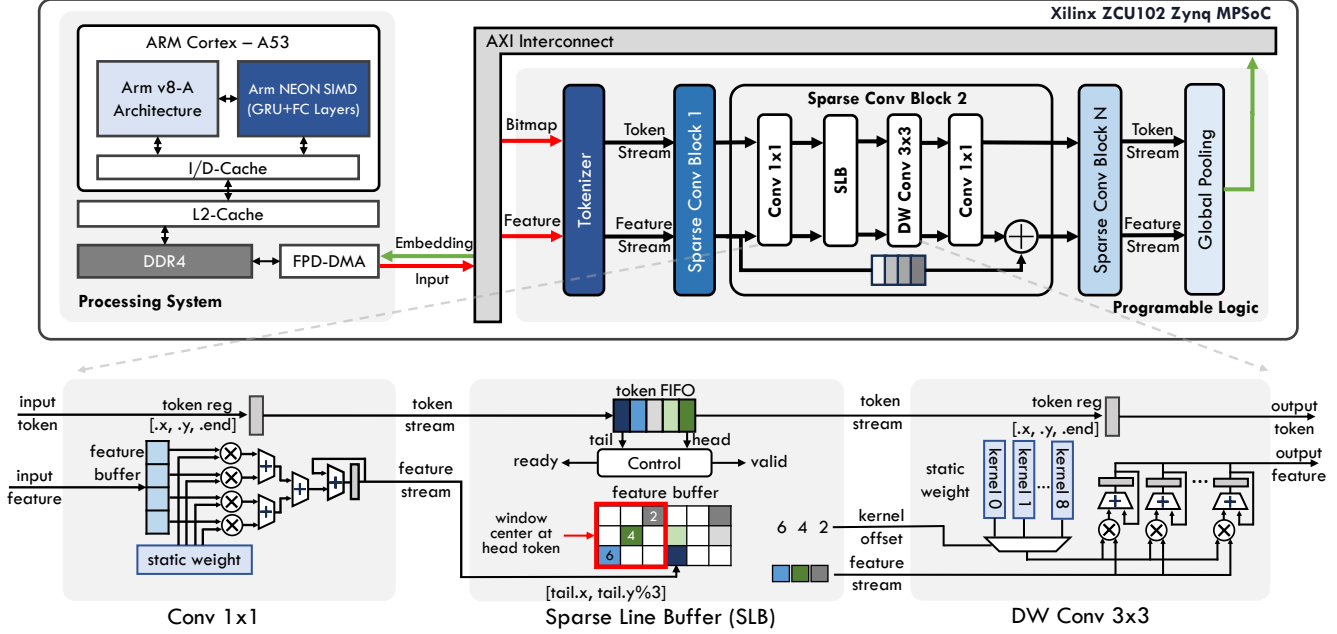 Xilinx ZCU102 Zynq MPSoC
ARM Cortex – A53
Arm v8-A
Architecture
Arm NEON SIMD
(GRU+FC Layers)
I/D-Cache
L2-Cache
DDR4
FPD-DMA
Processing System
Embedding
Input
AXI Interconnect
Bitmap
Feature
Tokenizer
Token
Stream
Feature
Stream
Sparse Conv Block 1
Sparse Conv Block 2
Conv 1x1
SLB
DW Conv 3x3
Conv 1x1
Sparse Conv Block N
Token
Stream
Feature
Stream
Global Pooling
Programable Logic
input
token
token reg
[.x, .y, .end]
input
feature
feature
buffer
static weight
Conv 1x1
token
stream
feature
stream
token FIFO
tail
head
ready
Control
valid
feature buffer
window
center at
head token
2
4
6
[tail.x, tail.y%3]
Sparse Line Buffer (SLB)
token
stream
token reg
[.x, .y, .end]
output
token
output
feature
static
weight
kernel 0
kernel 1
...
kernel 8
...
6 4 2
kernel
offset
feature
stream
DW Conv 3x3